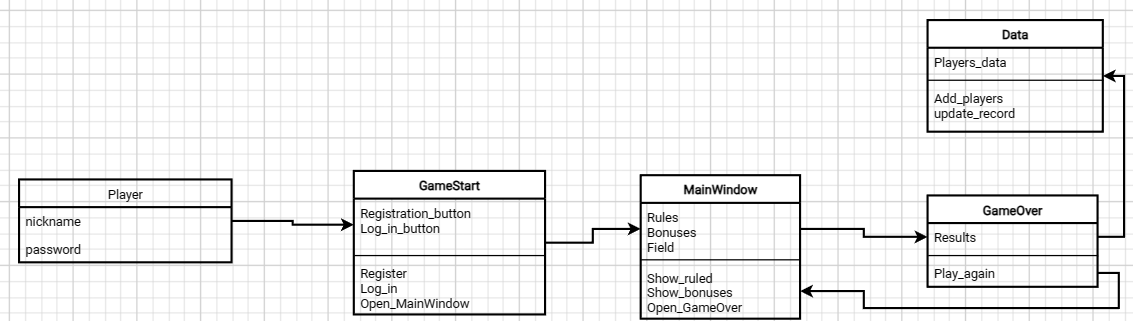 Data
Players_data
Add_players
update_record
Player
nickname
password
GameStart
Registration_button
Log_in_button
Register
Log_in
Open_MainWindow
MainWindow
Rules
Bonuses
Field
Show_ruled
Show_bonuses
Open_GameOver
GameOver
Results
Play_again